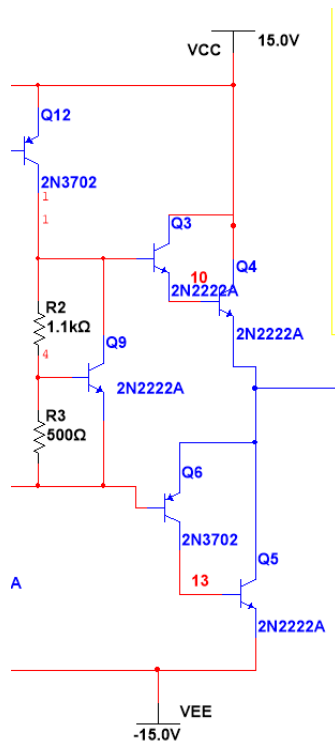 15.0V
VCC
Q12
2N3702
1
1
Q3
10
Q4
2N2222A
R2
1.1kΩ
Q9
2N2222A
4
2N2222A
R3
500Ω
Q6
2N3702
Q5
13
A
2N2222A
VEE
-15.0V